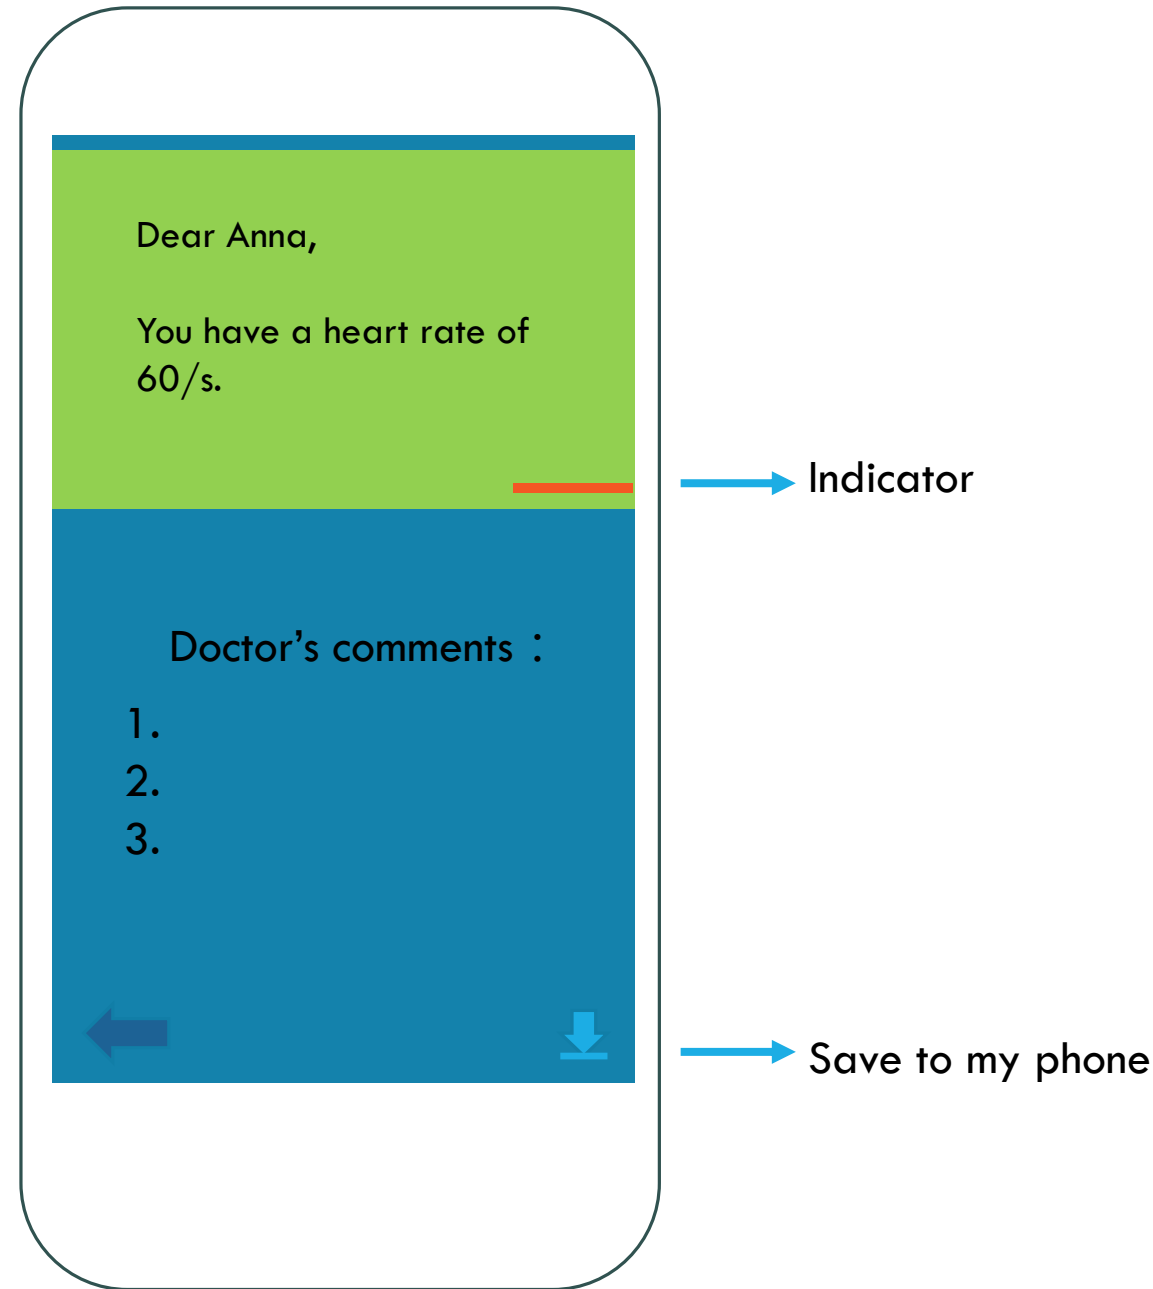 Dear Anna,
You have a heart rate of
60/s.
Indicator
Doctor’s comments：
1.
2.
3.
Save to my phone